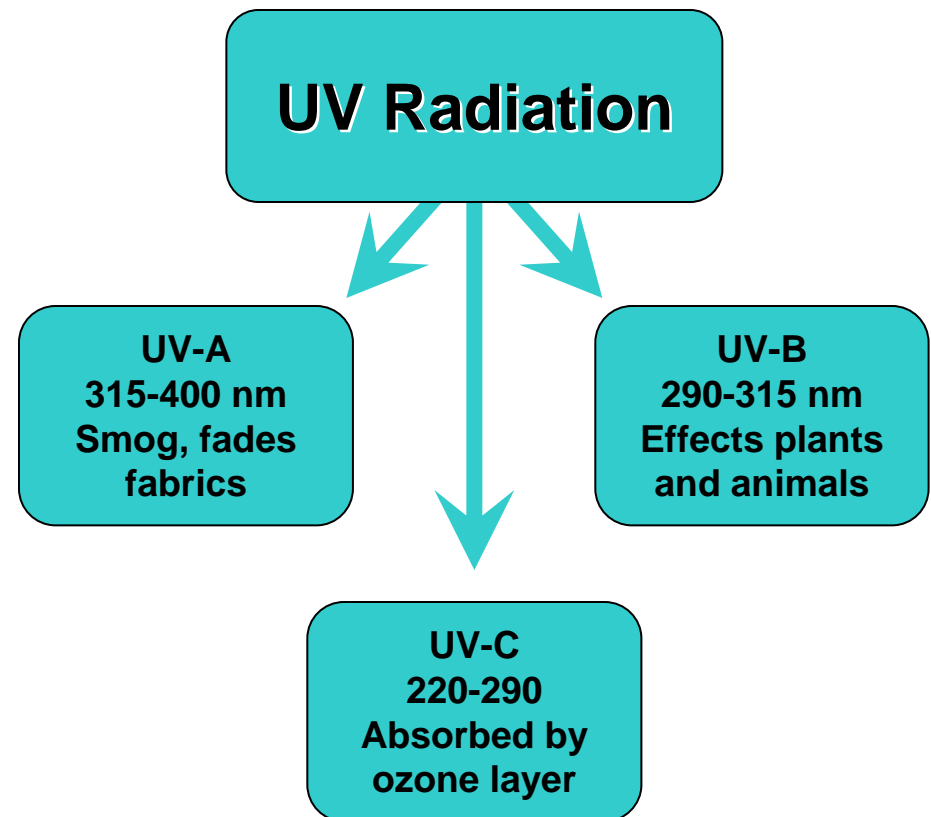 UV Radiation
UV-A
315-400 nm
Smog, fades
fabrics
UV-B
290-315 nm
Effects plants
and animals
UV-C
220-290
Absorbed by
ozone layer